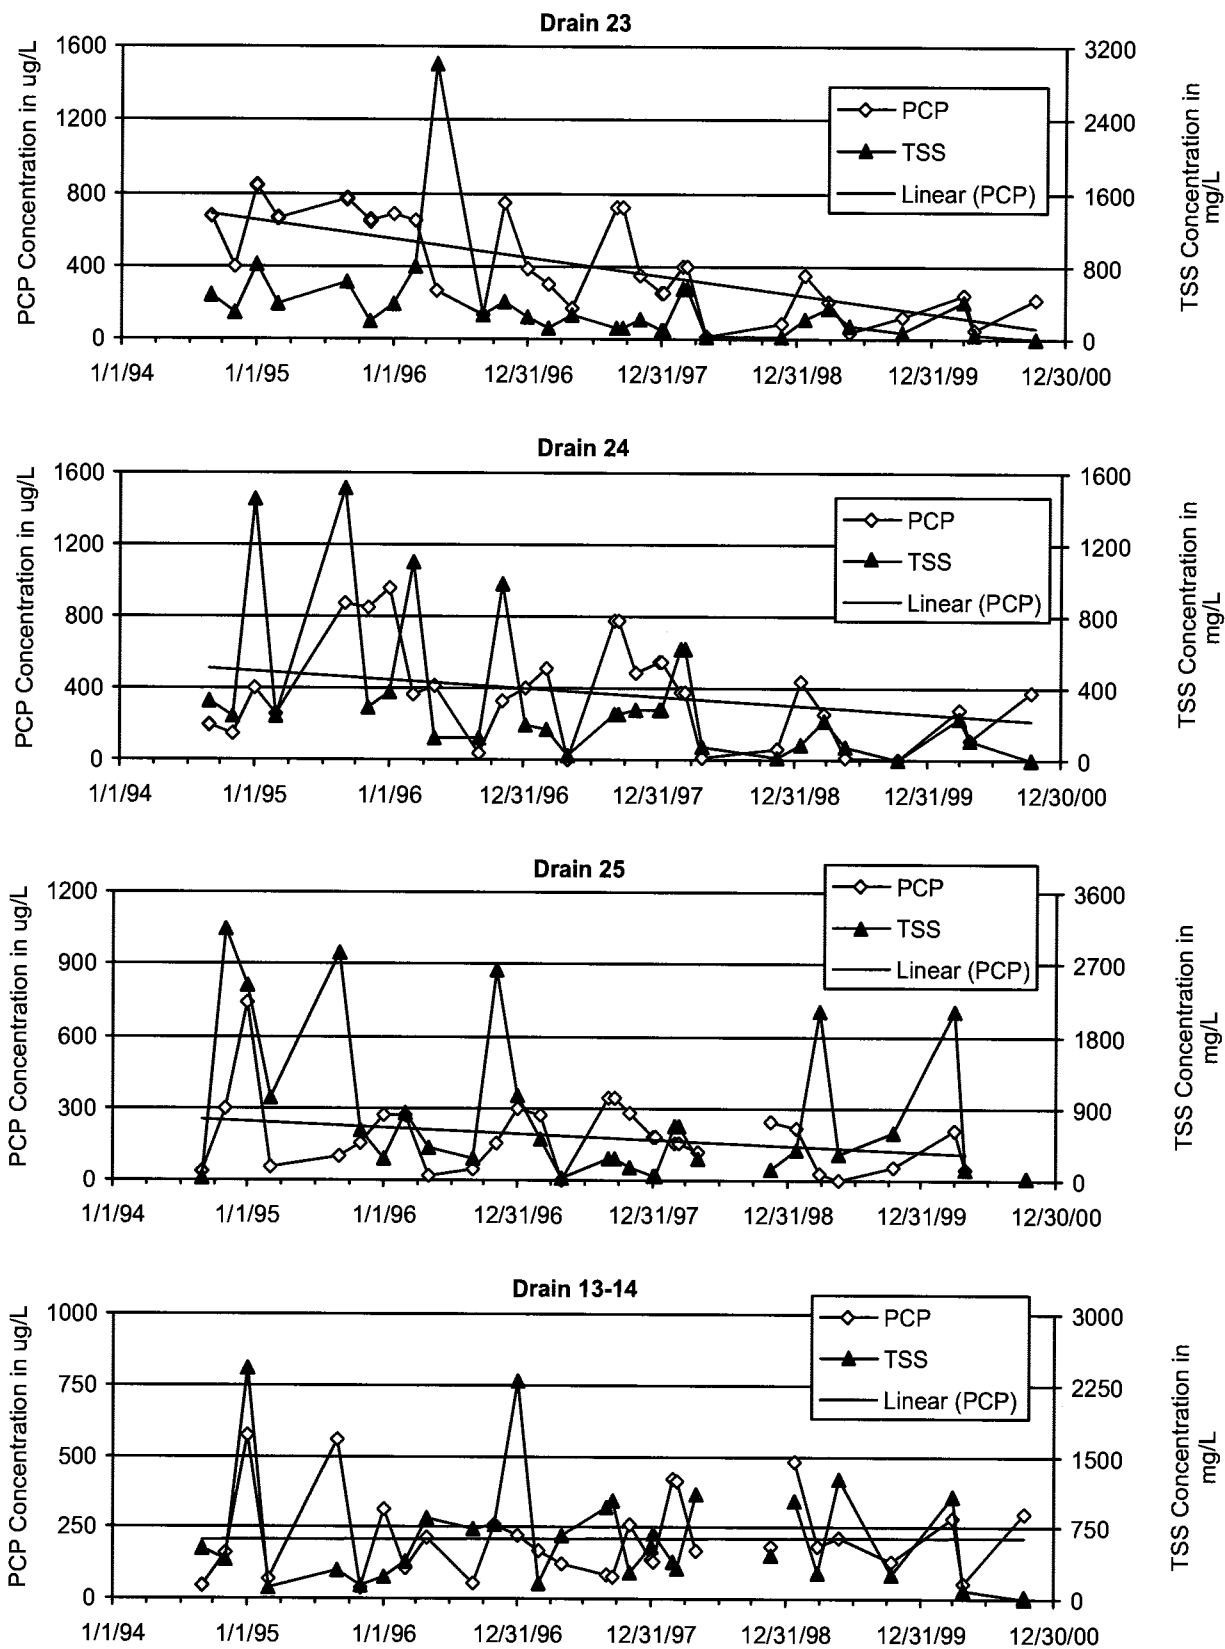 Drain 23
PCP Concentration in ug/L
1600
1200
800
400
0
3200
2400
1600
800
0
TSS Concentration in
mg/L
PCP
TSS
Linear (PCP)
1/1/94 1/1/95 1/1/96 12/31/96 12/31/97 12/31/98 12/31/99 12/30/00
Drain 24
PCP Concentration in ug/L
1600
1200
800
400
0
1600
1200
800
400
0
TSS Concentration in
mg/L
PCP
TSS
Linear (PCP)
1/1/94 1/1/95 1/1/96 12/31/96 12/31/97 12/31/98 12/31/99 12/30/00
Drain 25
PCP Concentration in ug/L
1200
900
600
300
0
3600
2700
1800
900
0
TSS Concentration in
mg/L
PCP
TSS
Linear (PCP)
1/1/94 1/1/95 1/1/96 12/31/96 12/31/97 12/31/98 12/31/99 12/30/00
Drain 13-14
PCP Concentration in ug/L
1000
750
500
250
0
3000
2250
1500
750
0
TSS Concentration in
mg/L
PCP
TSS
Linear (PCP)
1/1/94 1/1/95 1/1/96 12/31/96 12/31/97 12/31/98 12/31/99 12/30/00